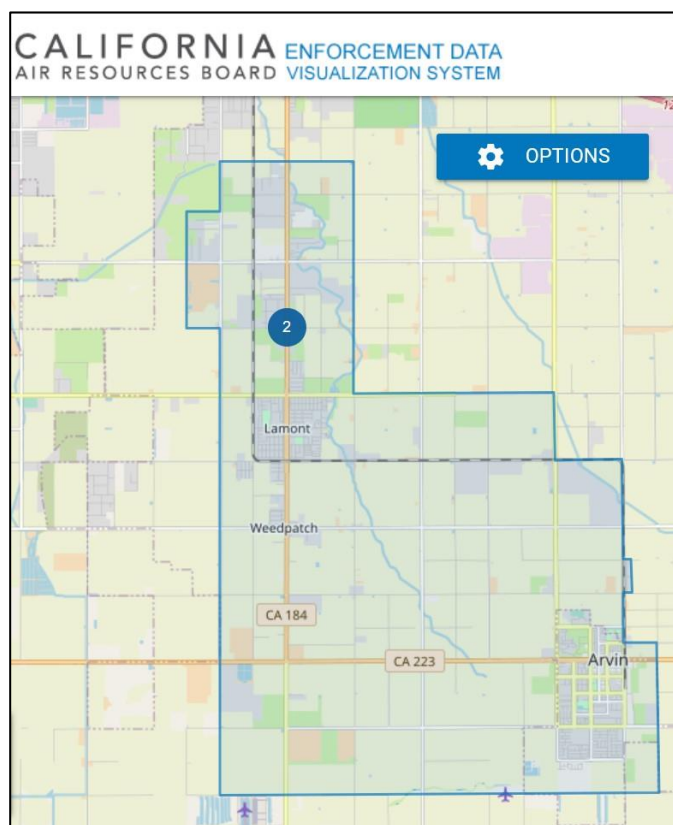 CALIFORNIA ENFORCEMENT DATA
AIR RESOURCES BOARD VISUALIZATION SYSTEM
OPTIONS
2
Lamont
Weedpatch
CA 184
CA 223
Arvin